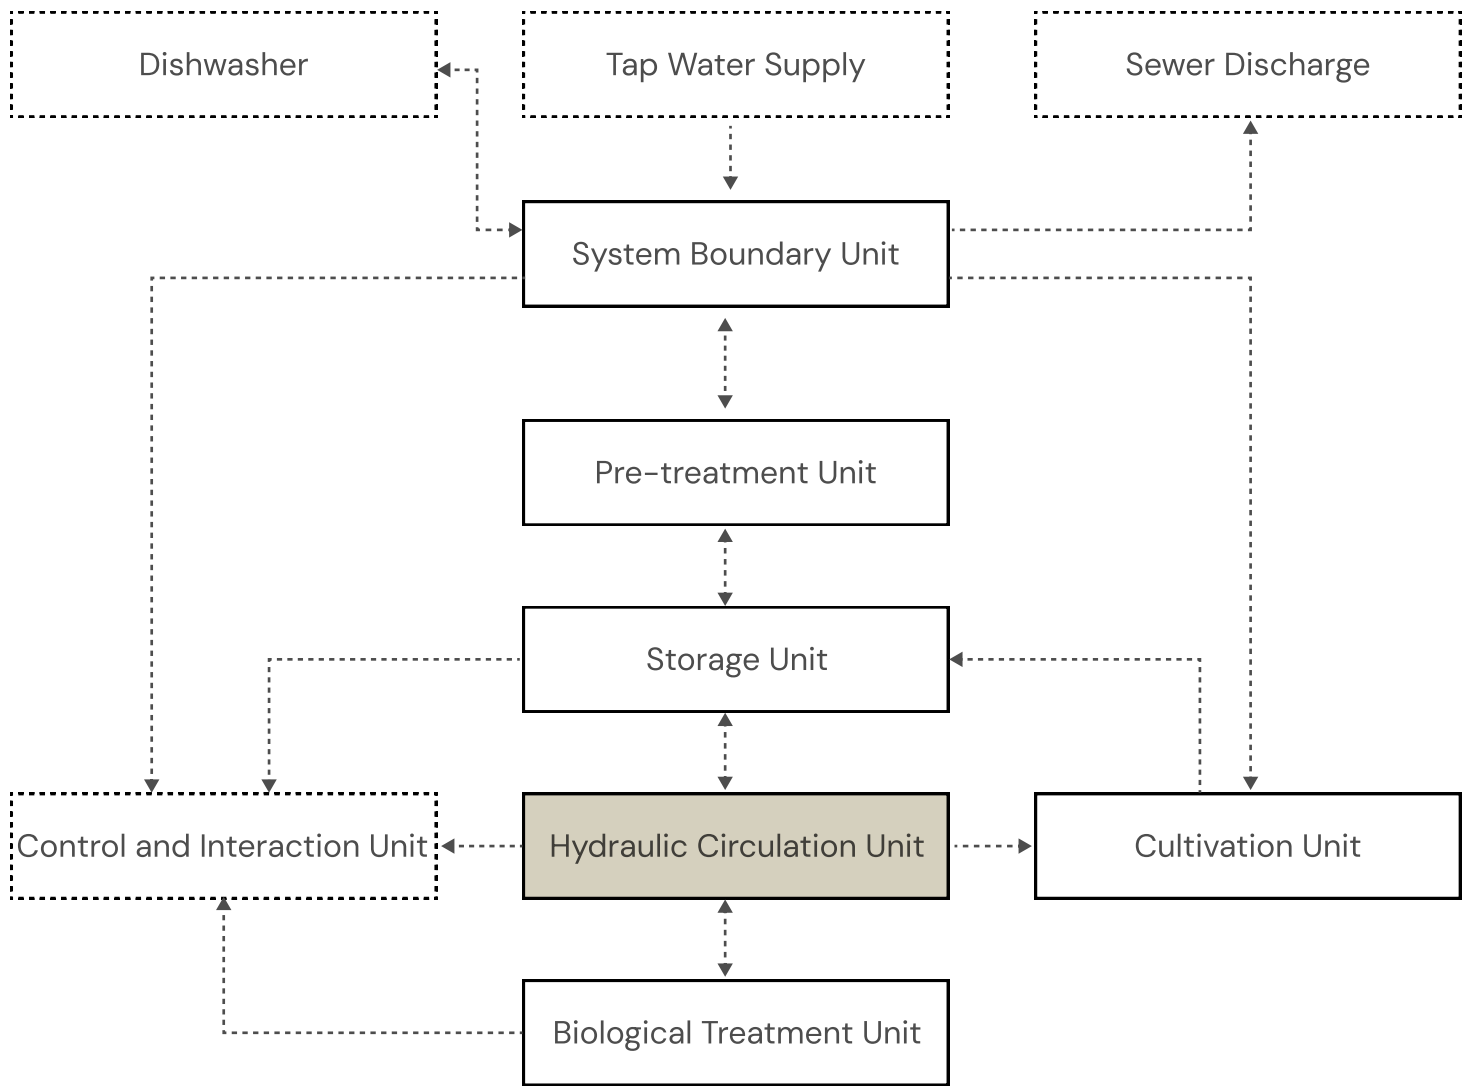 Dishwasher
Tap Water Supply
Sewer Discharge
System Boundary Unit
Pre-treatment Unit
Storage Unit
Control and Interaction Unit
Hydraulic Circulation Unit
Cultivation Unit
Biological Treatment Unit